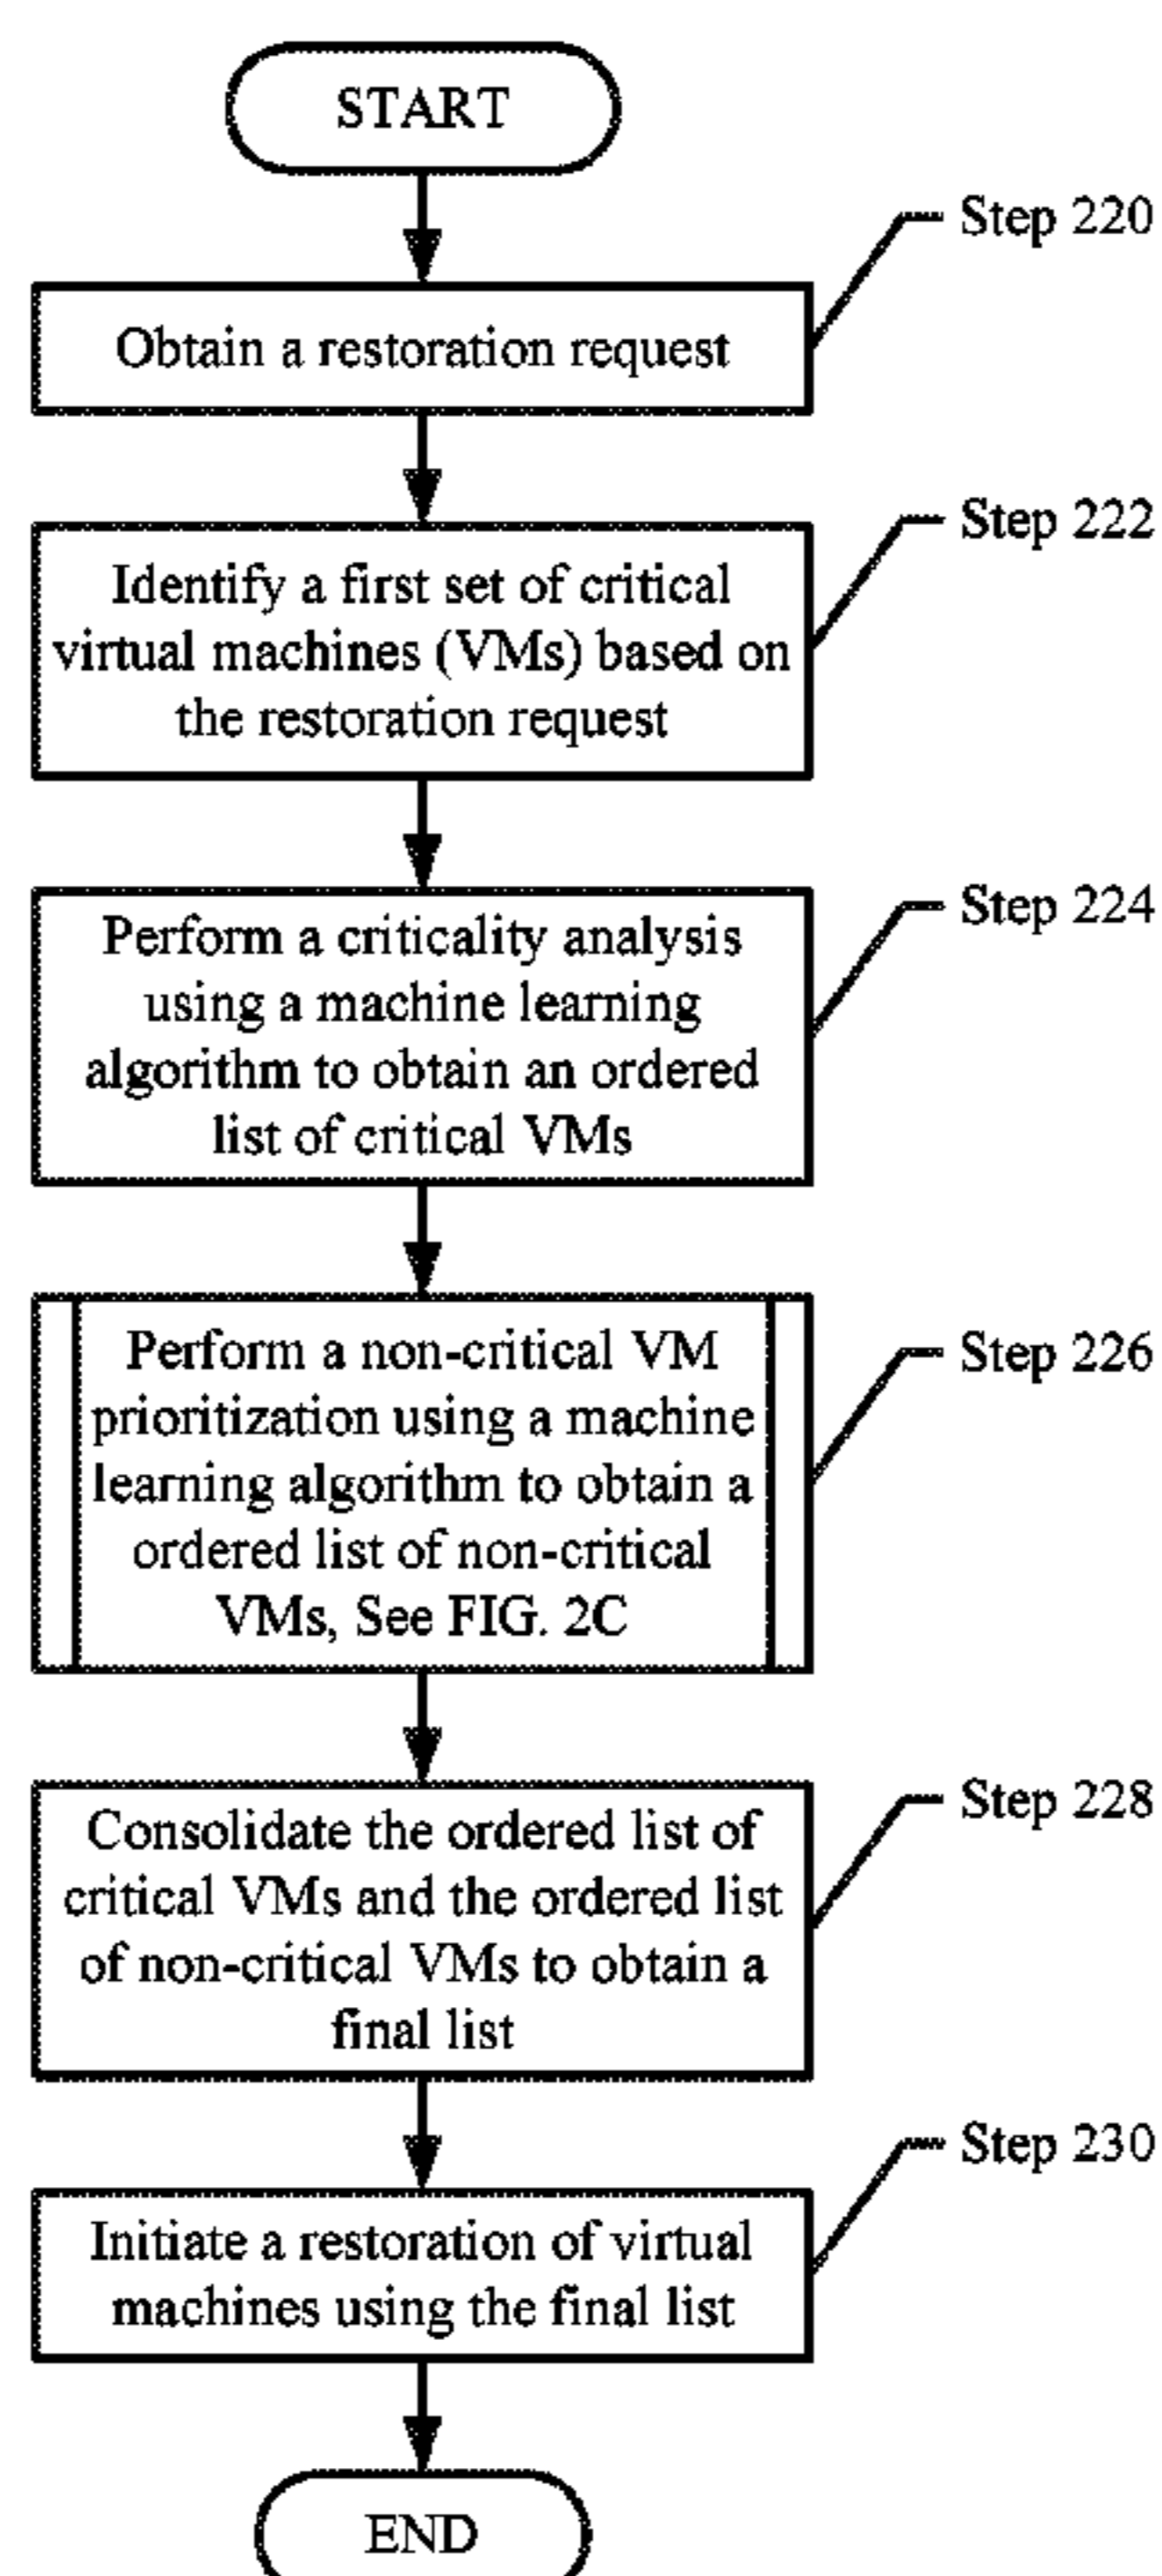 START
Step 220
Obtain a restoration request
Step 222
Identify a first set of critical
virtual machines (VMs) based on
the restoration request
Step 224
Perform a criticality analysis
using a machine learning
algorithm to obtain an ordered
list of critical VMs
Step 226
Perform a non-critical VM
prioritization using a machine
learning algorithm to obtain a
ordered list of non-critical
VMs, See FIG. 2C
Step 228
Consolidate the ordered list of
critical VMs and the ordered list
of non-critical VMs to obtain a
final list
Step 230
Initiate a restoration of virtual
machines using the final list
END